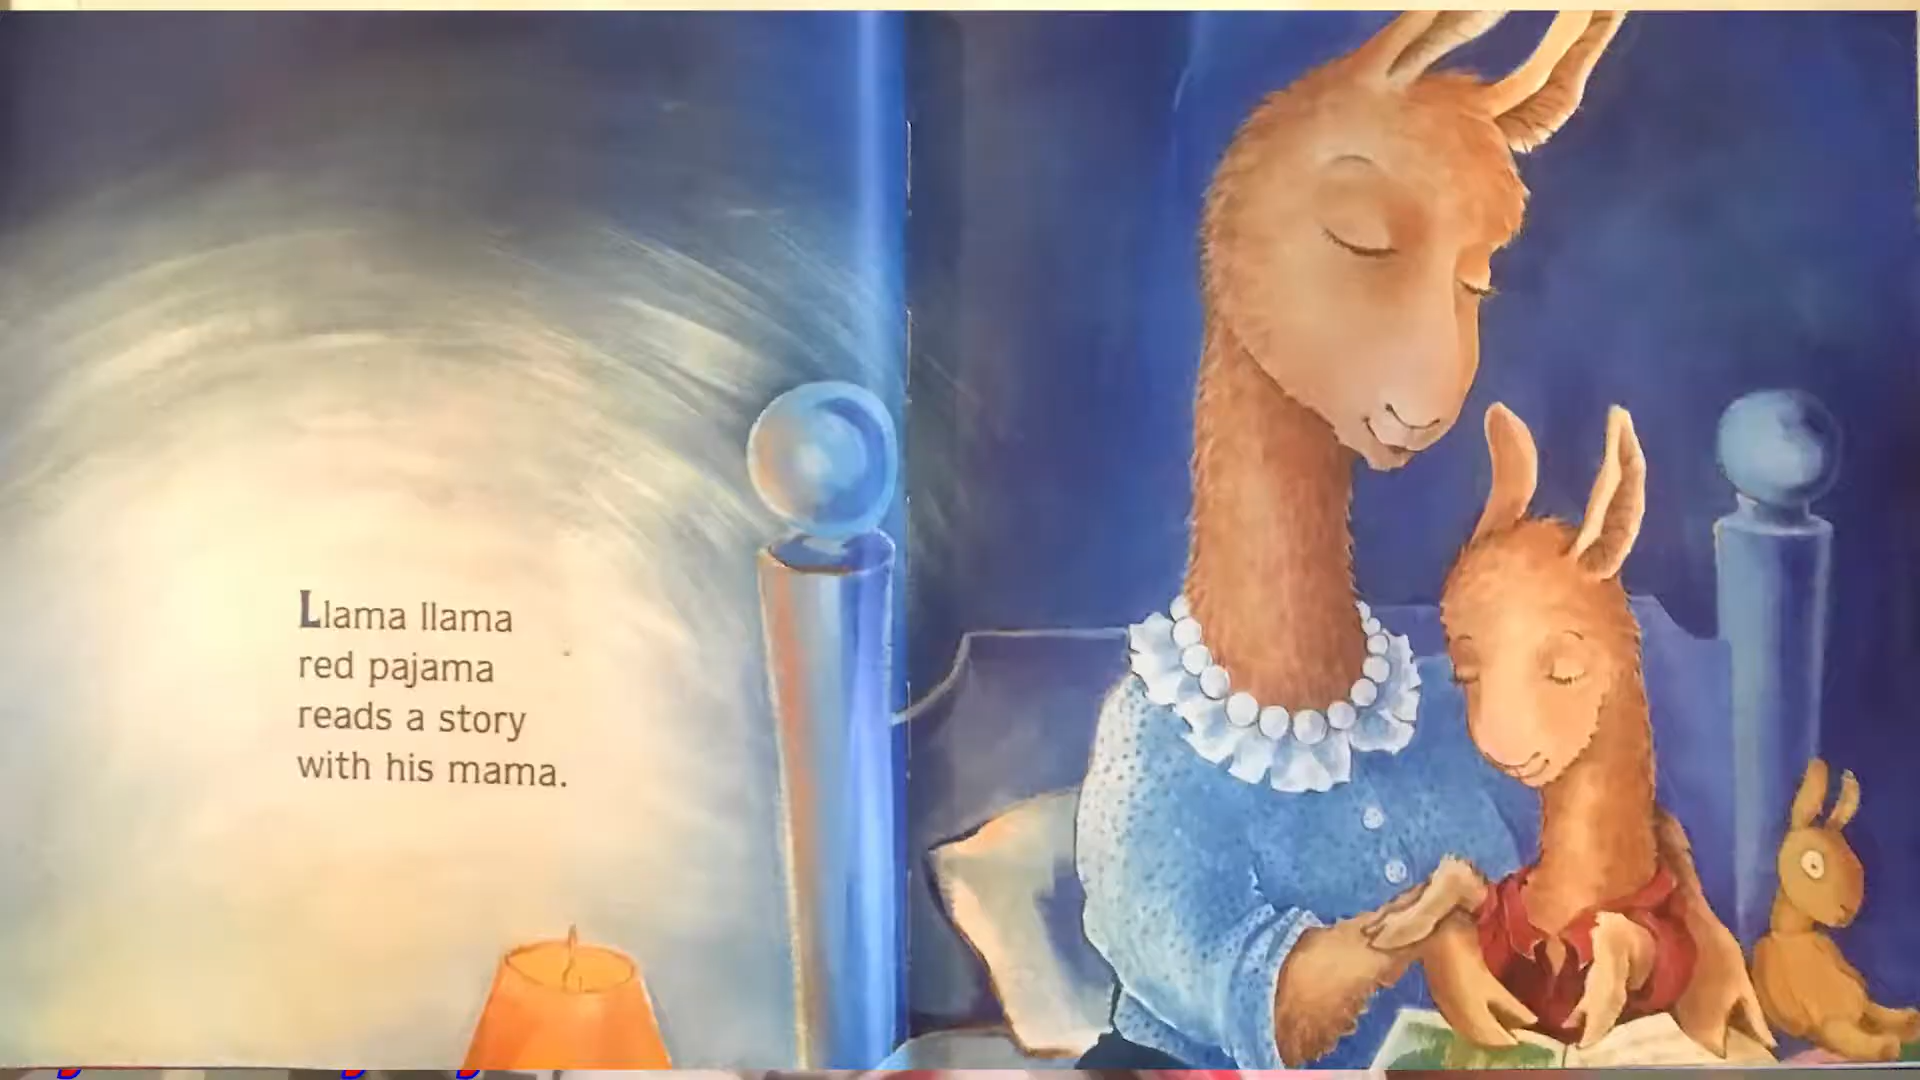 Llama llama
red pajama
reads a story
with his mama.